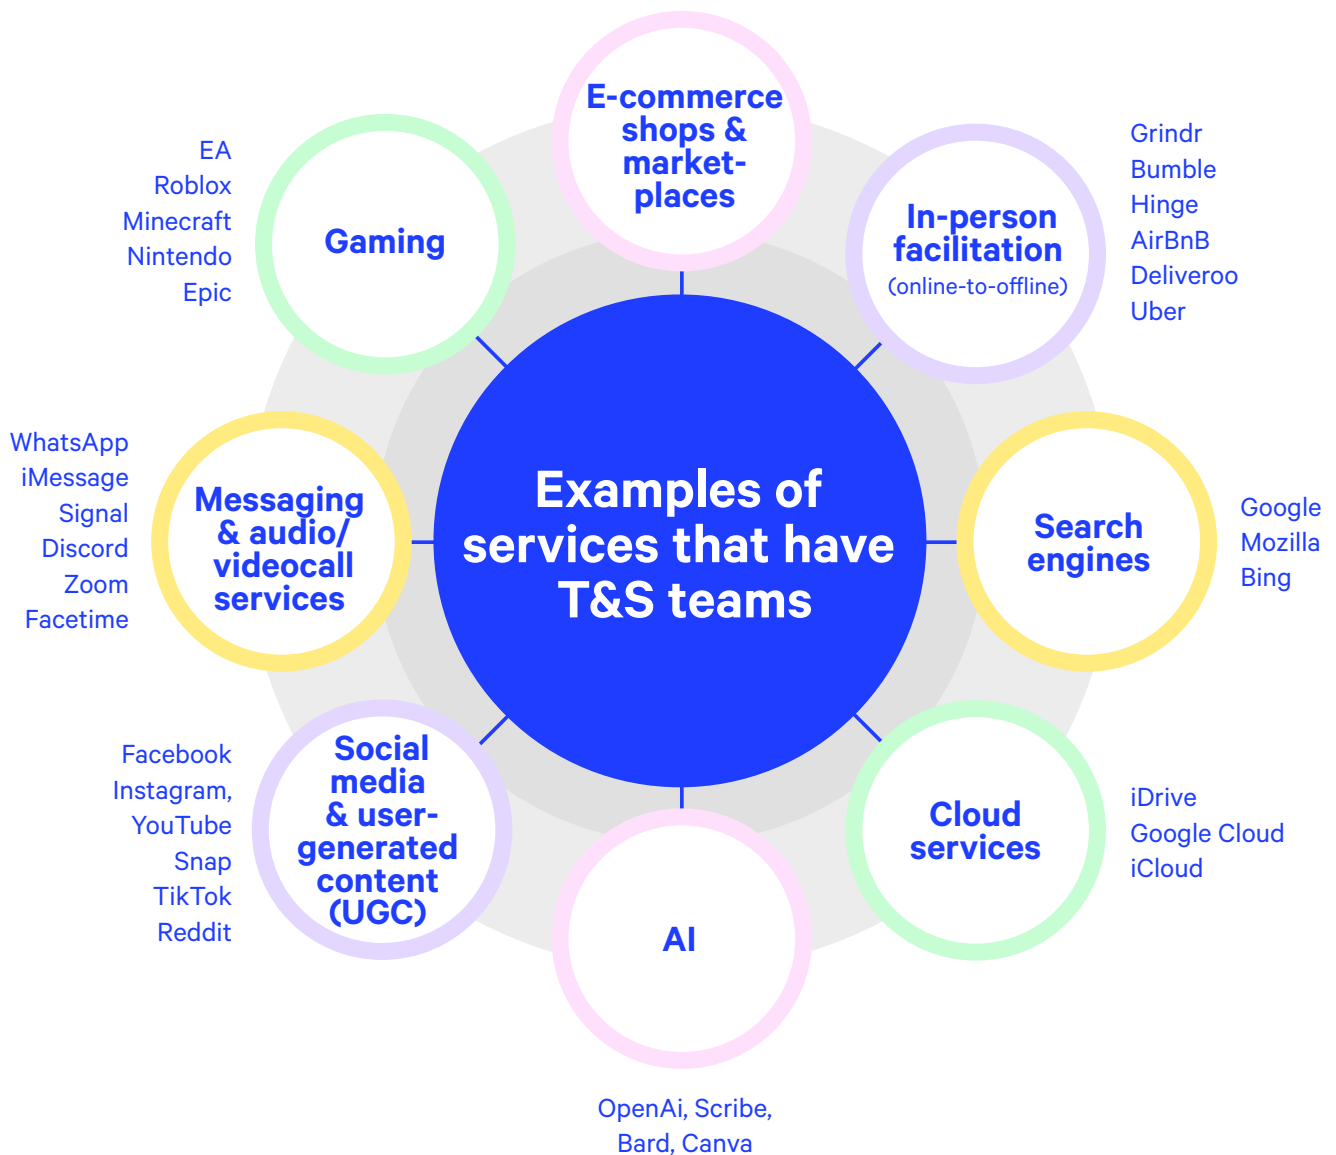 E-commerce
shops &
market-
places
Grindr
Bumble
Hinge
AirBnB
Deliveroo
Uber
In-person
facilitation
(online-to-offline)
EA
Roblox
Minecraft
Nintendo
Epic
Gaming
WhatsApp
iMessage
Signal
Discord
Zoom
Facetime
Messaging
& audio/
videocall
services
Examples of
services that have
T&S teams
Search
engines
Google
Mozilla
Bing
Facebook
Instagram,
YouTube
Snap
TikTok
Reddit
Social
media
& user-
generated
content
(UGC)
Cloud
services
iDrive
Google Cloud
iCloud
AI
OpenAi, Scribe,
Bard, Canva